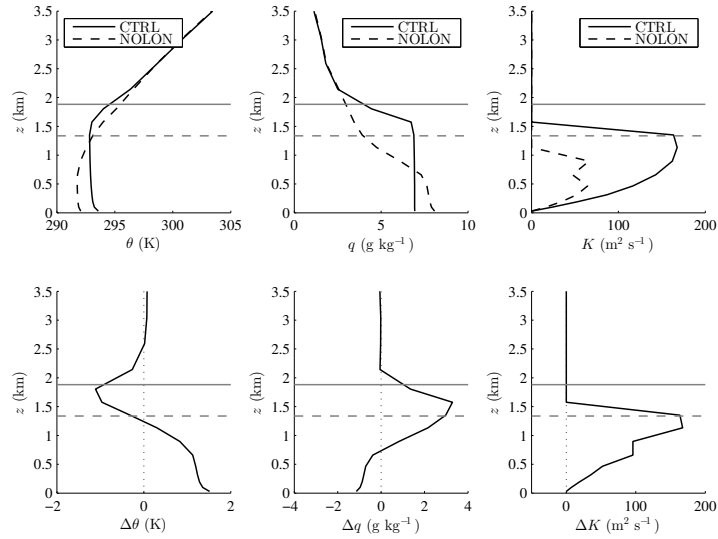 3.5
3
2.5
2
1.5
1
0.5
0
z (km)
290 295 300 305
θ (K)
CTRL
NOLON
3.5
3
2.5
2
1.5
1
0.5
0
z (km)
0 5 10
q (g kg⁻¹)
CTRL
NOLON
3.5
3
2.5
2
1.5
1
0.5
0
z (km)
0 100 200
K (m² s⁻¹)
CTRL
NOLON
3.5
3
2.5
2
1.5
1
0.5
0
z (km)
−2 0 2
Δθ (K)
3.5
3
2.5
2
1.5
1
0.5
0
z (km)
−4 −2 0 2 4
Δq (g kg⁻¹)
3.5
3
2.5
2
1.5
1
0.5
0
z (km)
0 100 200
ΔK (m² s⁻¹)